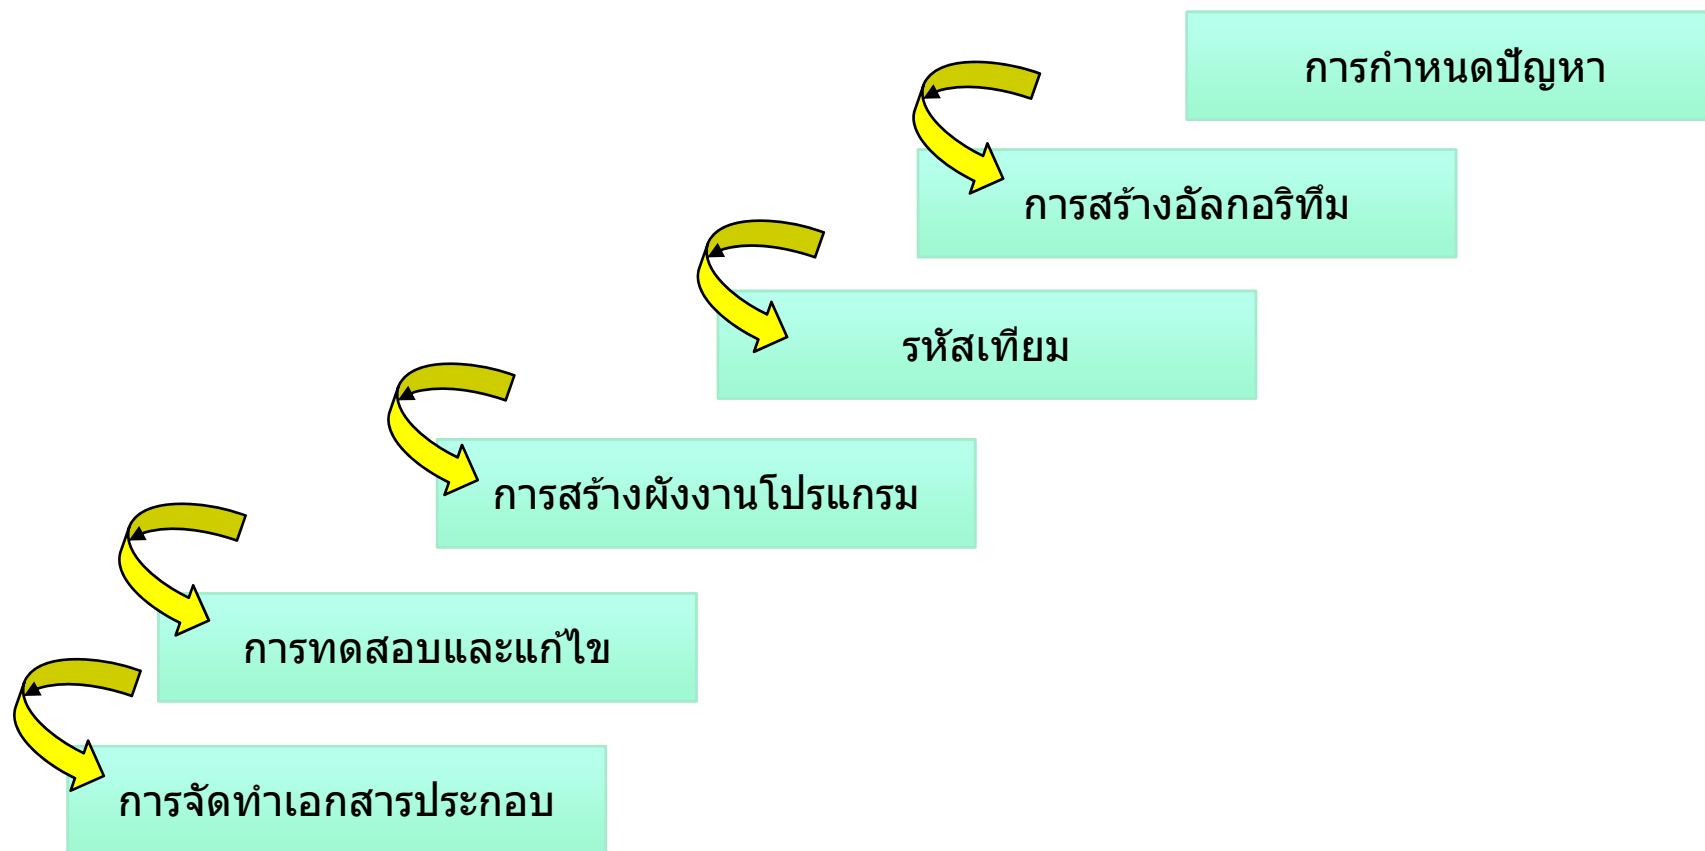 การกำหนดปัญหา
การสร้างอัลกอริทึม
รหัสเทียม
การสร้างผังงานโปรแกรม
การทดสอบและแก้ไข
การจัดทำเอกสารประกอบ